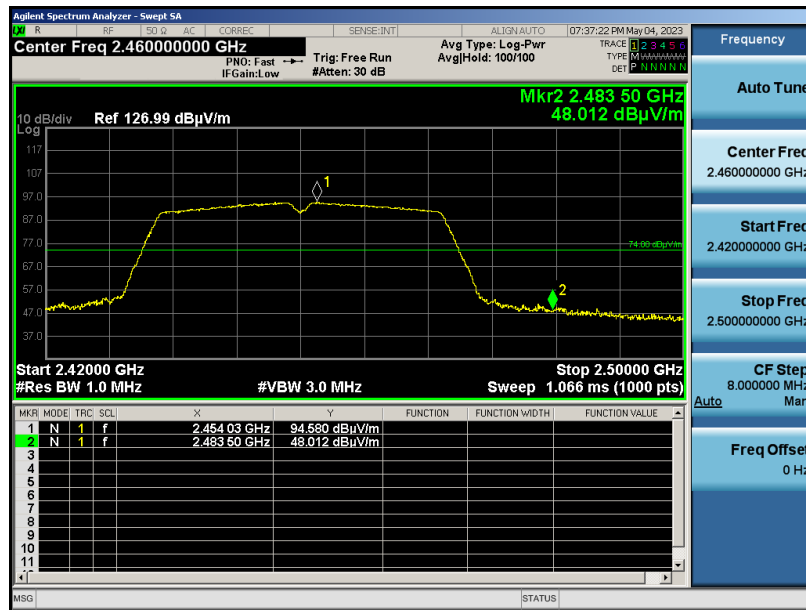 Agilent Spectrum Analyzer - Swept SA
R RF 50 Ω AC CORREC SENSE:INT ALIGN AUTO 07:37:22 PM May 04, 2023
Center Freq 2.460000000 GHz
PNO: Fast
IFGain:Low
Trig: Free Run
#Atten: 30 dB
Avg Type: Log-Pwr
Avg|Hold: 100/100
TRACE 1 2 3 4 5 6
TYPE M
DET P N N N N N
Mkr2 2.483 50 GHz
48.012 dBµV/m
10 dB/div Ref 126.99 dBµV/m
Log
117
107
97.0
87.0
77.0
67.0
57.0
47.0
37.0
1
74.00 dBµV/m
2
Start 2.42000 GHz Stop 2.50000 GHz
#Res BW 1.0 MHz #VBW 3.0 MHz Sweep 1.066 ms (1000 pts)
MKR MODE TRC SCL X Y FUNCTION FUNCTION WIDTH FUNCTION VALUE
1 N 1 f 2.454 03 GHz 94.580 dBµV/m
2 N 1 f 2.483 50 GHz 48.012 dBµV/m
3
4
5
6
7
8
9
10
11
MSG STATUS
Frequency
Auto Tune
Center Freq
2.460000000 GHz
Start Freq
2.420000000 GHz
Stop Freq
2.500000000 GHz
CF Step
8.000000 MHz
Auto Man
Freq Offset
0 Hz